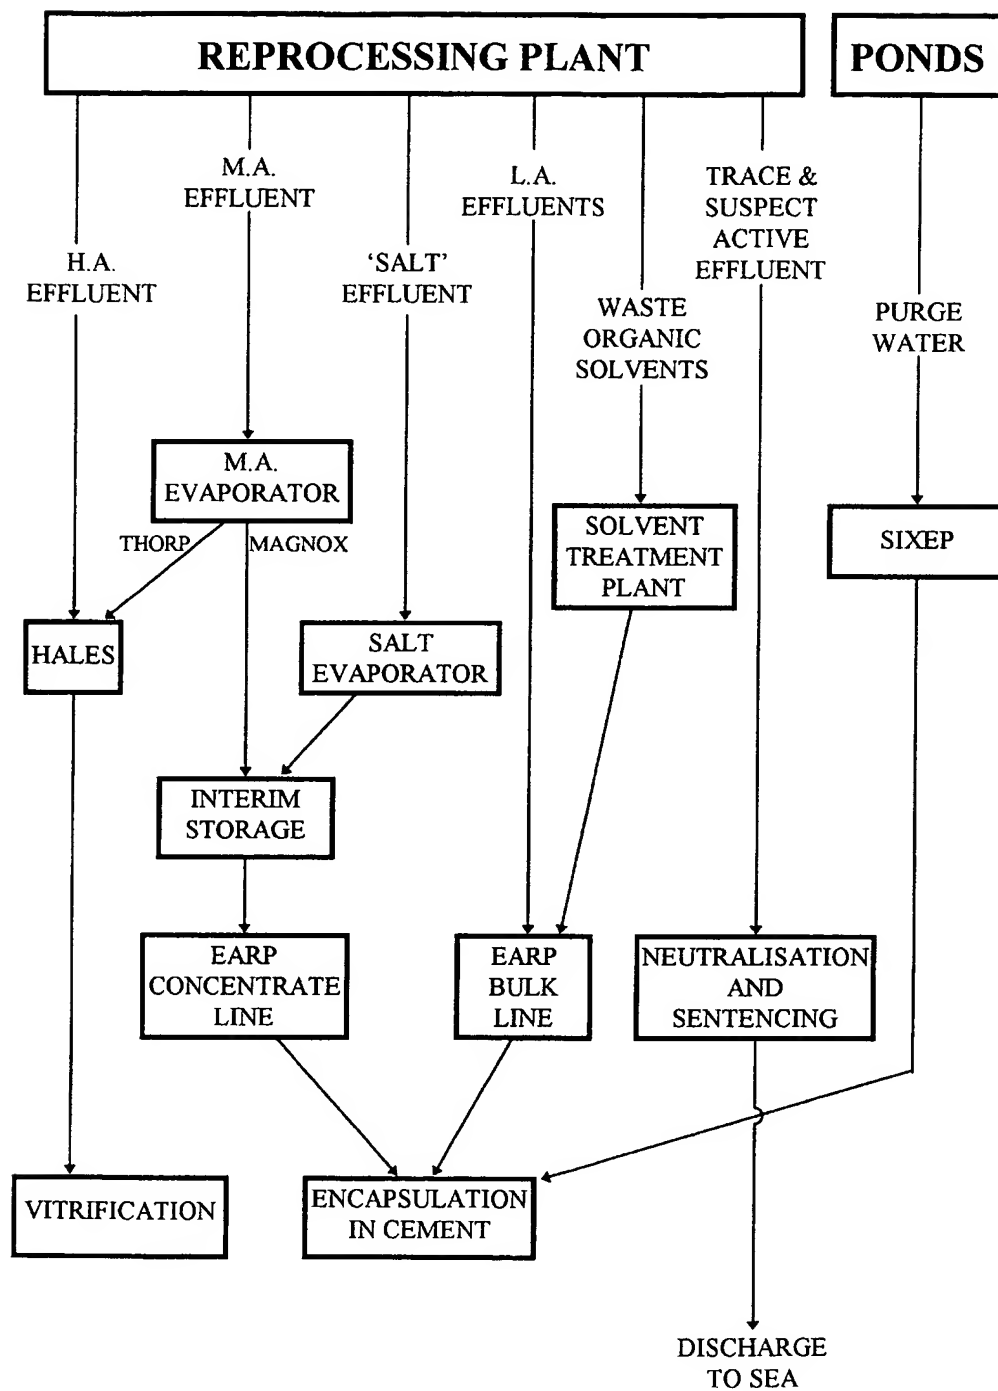 REPROCESSING PLANT
PONDS
H.A.
EFFLUENT
M.A.
EFFLUENT
‘SALT’
EFFLUENT
L.A.
EFFLUENTS
WASTE
ORGANIC
SOLVENTS
TRACE &
SUSPECT
ACTIVE
EFFLUENT
PURGE
WATER
M.A.
EVAPORATOR
THORP
MAGNOX
SOLVENT
TREATMENT
PLANT
SIXEP
HALES
SALT
EVAPORATOR
INTERIM
STORAGE
EARP
CONCENTRATE
LINE
EARP
BULK
LINE
NEUTRALISATION
AND
SENTENCING
VITRIFICATION
ENCAPSULATION
IN CEMENT
DISCHARGE
TO SEA